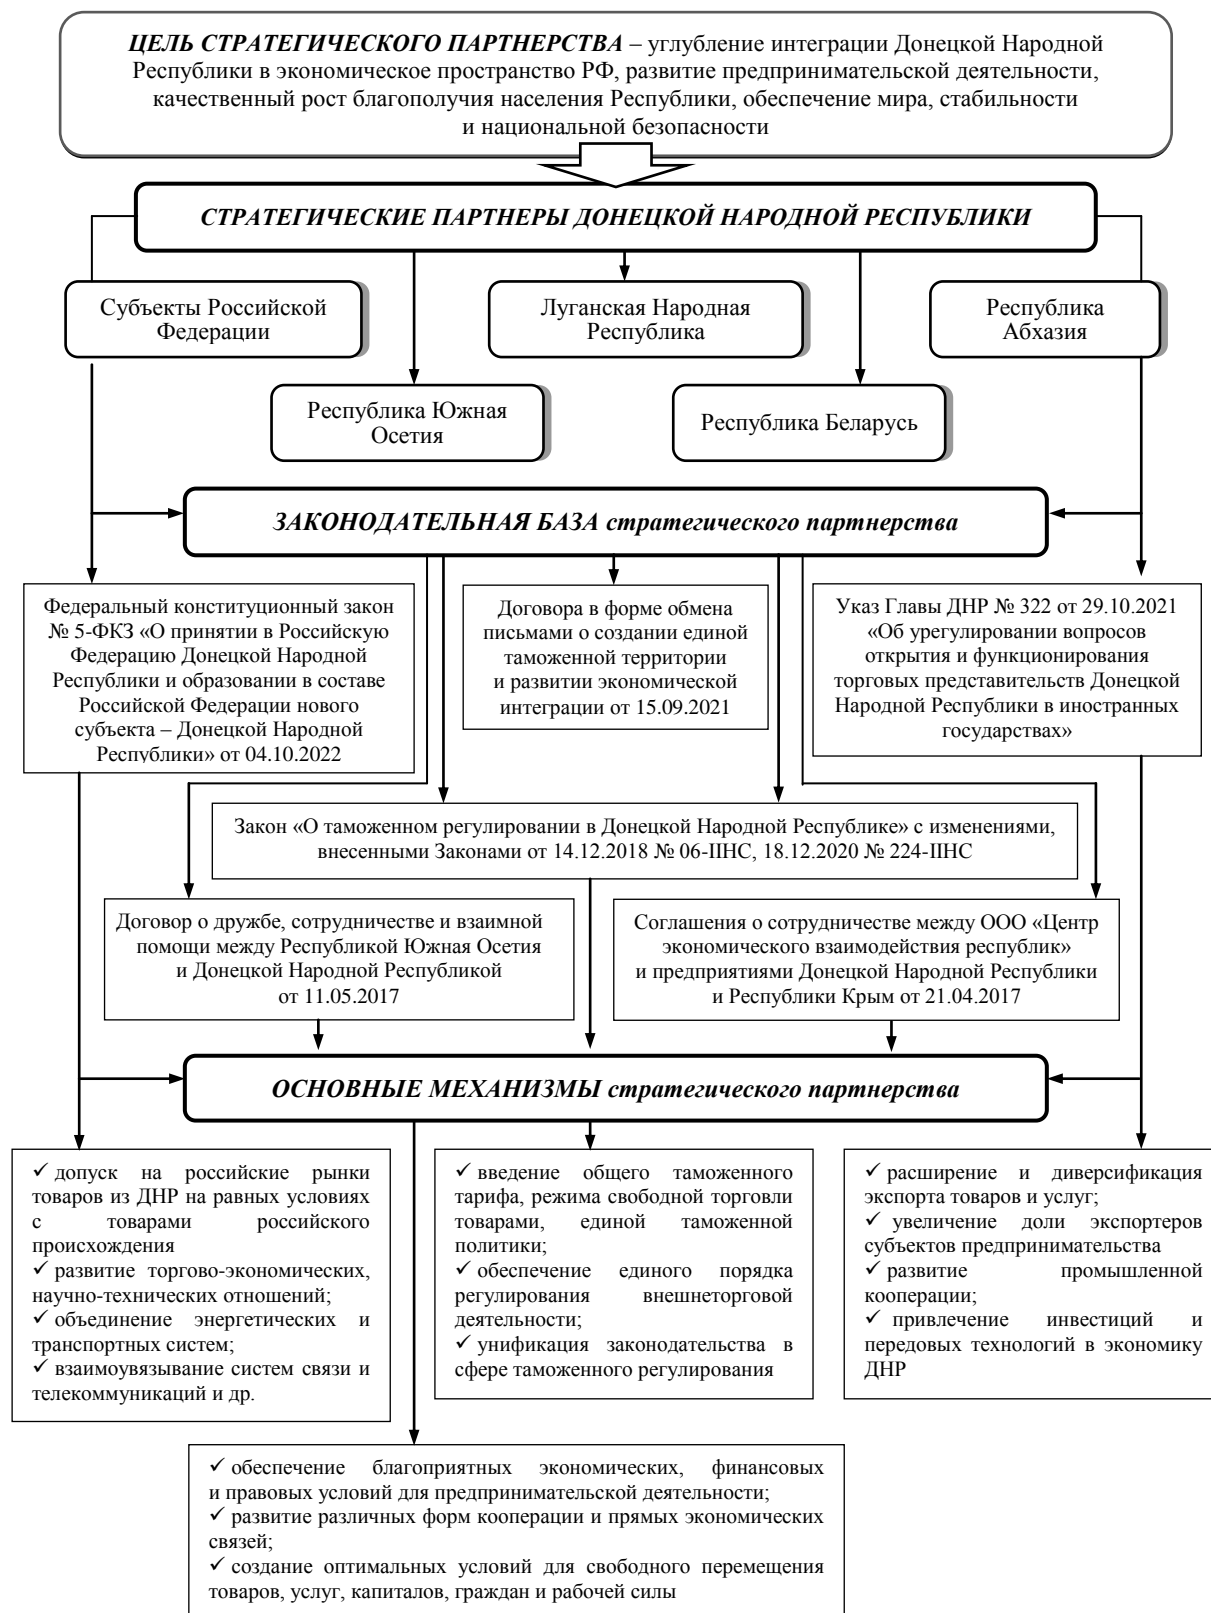 ЦЕЛЬ СТРАТЕГИЧЕСКОГО ПАРТНЕРСТВА – углубление интеграции Донецкой Народной
Республики в экономическое пространство РФ, развитие предпринимательской деятельности,
качественный рост благополучия населения Республики, обеспечение мира, стабильности
и национальной безопасности
СТРАТЕГИЧЕСКИЕ ПАРТНЕРЫ ДОНЕЦКОЙ НАРОДНОЙ РЕСПУБЛИКИ
Субъекты Российской
Федерации
Луганская Народная
Республика
Республика
Абхазия
Республика Южная
Осетия
Республика Беларусь
ЗАКОНОДАТЕЛЬНАЯ БАЗА стратегического партнерства
Федеральный конституционный закон
№ 5-ФКЗ «О принятии в Российскую
Федерацию Донецкой Народной
Республики и образовании в составе
Российской Федерации нового
субъекта – Донецкой Народной
Республики» от 04.10.2022
Договора в форме обмена
письмами о создании единой
таможенной территории
и развитии экономической
интеграции от 15.09.2021
Указ Главы ДНР № 322 от 29.10.2021
«Об урегулировании вопросов
открытия и функционирования
торговых представительств Донецкой
Народной Республики в иностранных
государствах»
Закон «О таможенном регулировании в Донецкой Народной Республике» с изменениями,
внесенными Законами от 14.12.2018 № 06-IIНС, 18.12.2020 № 224-IIНС
Договор о дружбе, сотрудничестве и взаимной
помощи между Республикой Южная Осетия
и Донецкой Народной Республикой
от 11.05.2017
Соглашения о сотрудничестве между ООО «Центр
экономического взаимодействия республик»
и предприятиями Донецкой Народной Республики
и Республики Крым от 21.04.2017
ОСНОВНЫЕ МЕХАНИЗМЫ стратегического партнерства
✓ допуск на российские рынки
товаров из ДНР на равных условиях
с товарами российского
происхождения
✓ развитие торгово-экономических,
научно-технических отношений;
✓ объединение энергетических и
транспортных систем;
✓ взаимоувязывание систем связи и
телекоммуникаций и др.
✓ введение общего таможенного
тарифа, режима свободной торговли
товарами, единой таможенной
политики;
✓ обеспечение единого порядка
регулирования внешнеторговой
деятельности;
✓ унификация законодательства в
сфере таможенного регулирования
✓ расширение и диверсификация
экспорта товаров и услуг;
✓ увеличение доли экспортеров
субъектов предпринимательства
✓ развитие промышленной
кооперации;
✓ привлечение инвестиций и
передовых технологий в экономику
ДНР
✓ обеспечение благоприятных экономических, финансовых
и правовых условий для предпринимательской деятельности;
✓ развитие различных форм кооперации и прямых экономических
связей;
✓ создание оптимальных условий для свободного перемещения
товаров, услуг, капиталов, граждан и рабочей силы